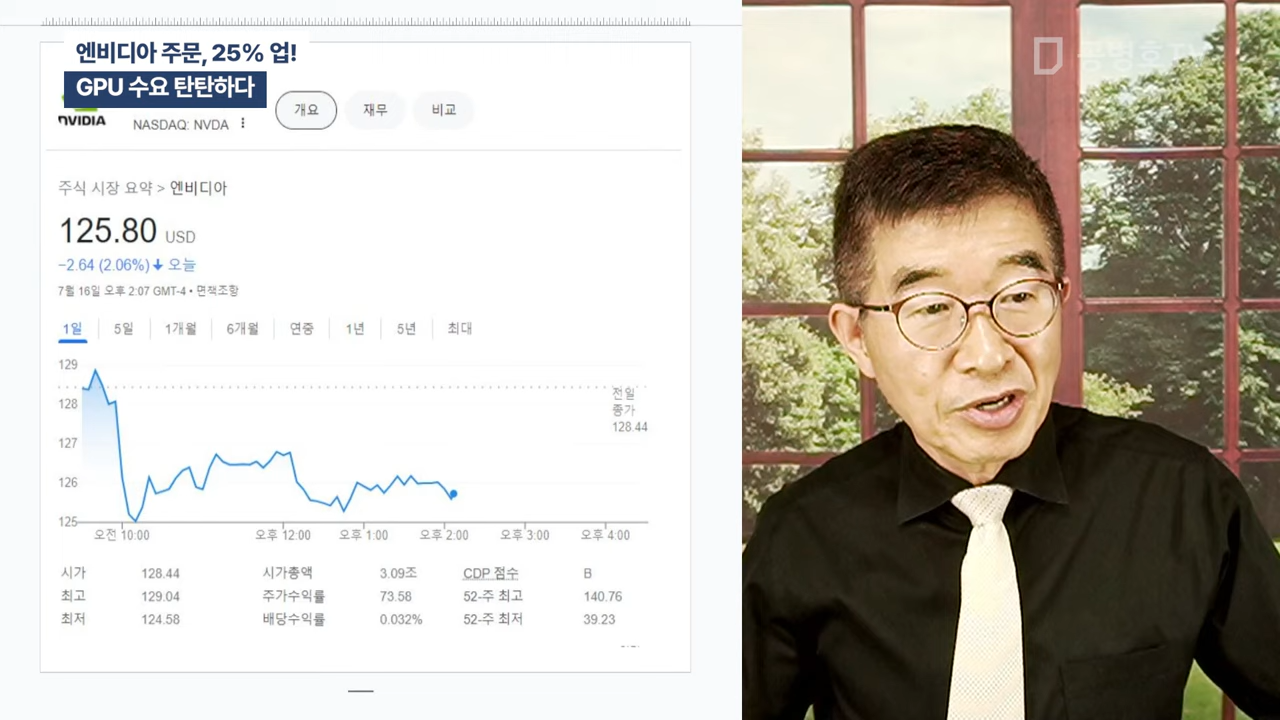 엔비디아 주문, 25% 업!
GPU 수요 탄탄하다
공병호TV
NVIDIA
NASDAQ: NVDA
개요
재무
비교
주식 시장 요약 > 엔비디아
125.80 USD
−2.64 (2.06%) 오늘
7월 16일 오후 2:07 GMT-4 • 면책조항
1일 5일 1개월 6개월 연중 1년 5년 최대
129
128
127
126
125
전일
종가
128.44
오전 10:00 오후 12:00 오후 1:00 오후 2:00 오후 3:00 오후 4:00
시가 128.44 시가총액 3.09조 CDP 점수 B
최고 129.04 주가수익률 73.58 52-주 최고 140.76
최저 124.58 배당수익률 0.032% 52-주 최저 39.23